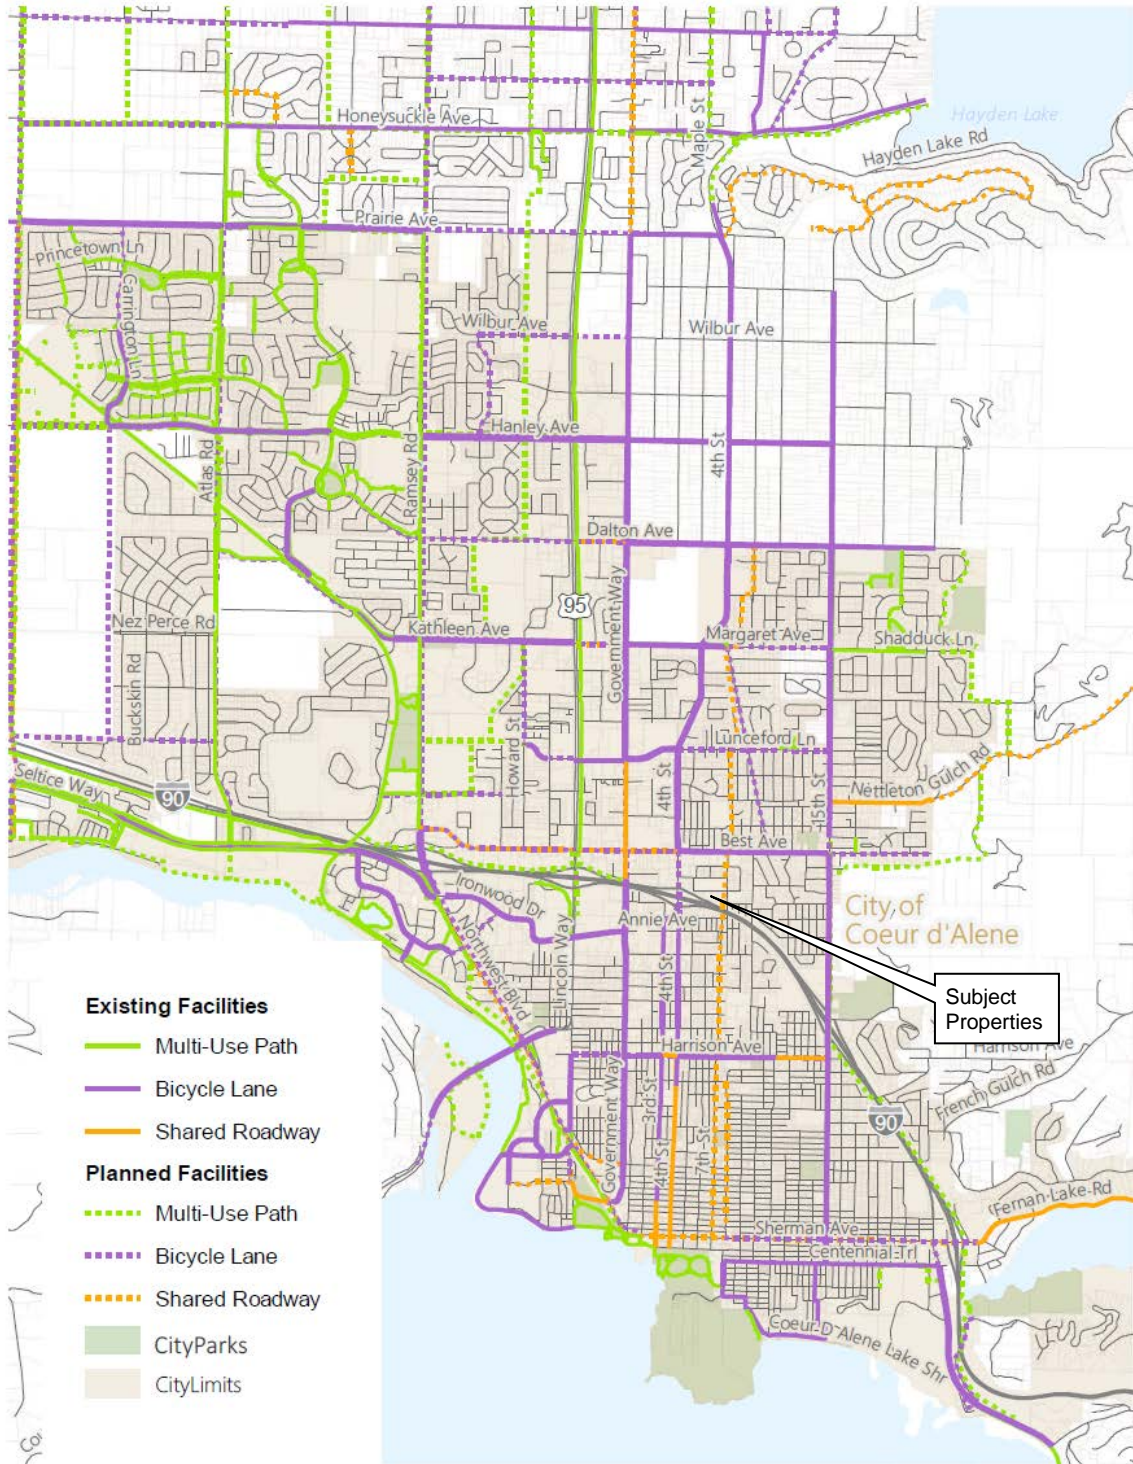 Hayden Lake
Honeysuckle Ave
Maple St
Hayden Lake Rd
Prairie Ave
Princetown Ln
Carrington Ln
Wilbur Ave
Wilbur Ave
Hanley Ave
Atlas Rd
Ramsey Rd
4th St
Dalton Ave
95
Government Way
Nez Perce Rd
Kathleen Ave
Margaret Ave
Shadduck Ln
Buckskin Rd
Howard St
Lunceford Ln
4th St
15th St
Nettleton Gulch Rd
Seltice Way
90
Best Ave
Ironwood Dr
Annie Ave
City of
Coeur d'Alene
Northwest Blvd
Lincoln Way
4th St
Subject
Properties
Existing Facilities
Multi-Use Path
Bicycle Lane
Shared Roadway
Planned Facilities
Multi-Use Path
Bicycle Lane
Shared Roadway
CityParks
CityLimits
Harrison Ave
Harrison Ave
French Gulch Rd
90
Government Way
3rd St
4th St
7th St
Fernan Lake Rd
Sherman Ave
Centennial Trl
Coeur D'Alene Lake Shr